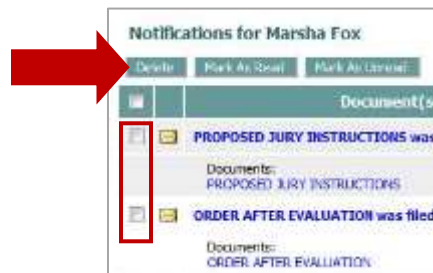 Notifications for Marsha Fox
Delete Mark As Read Mark As Unread
Document(s
PROPOSED JURY INSTRUCTIONS was
Documents:
PROPOSED JURY INSTRUCTIONS
ORDER AFTER EVALUATION was filed
Documents:
ORDER AFTER EVALUATION